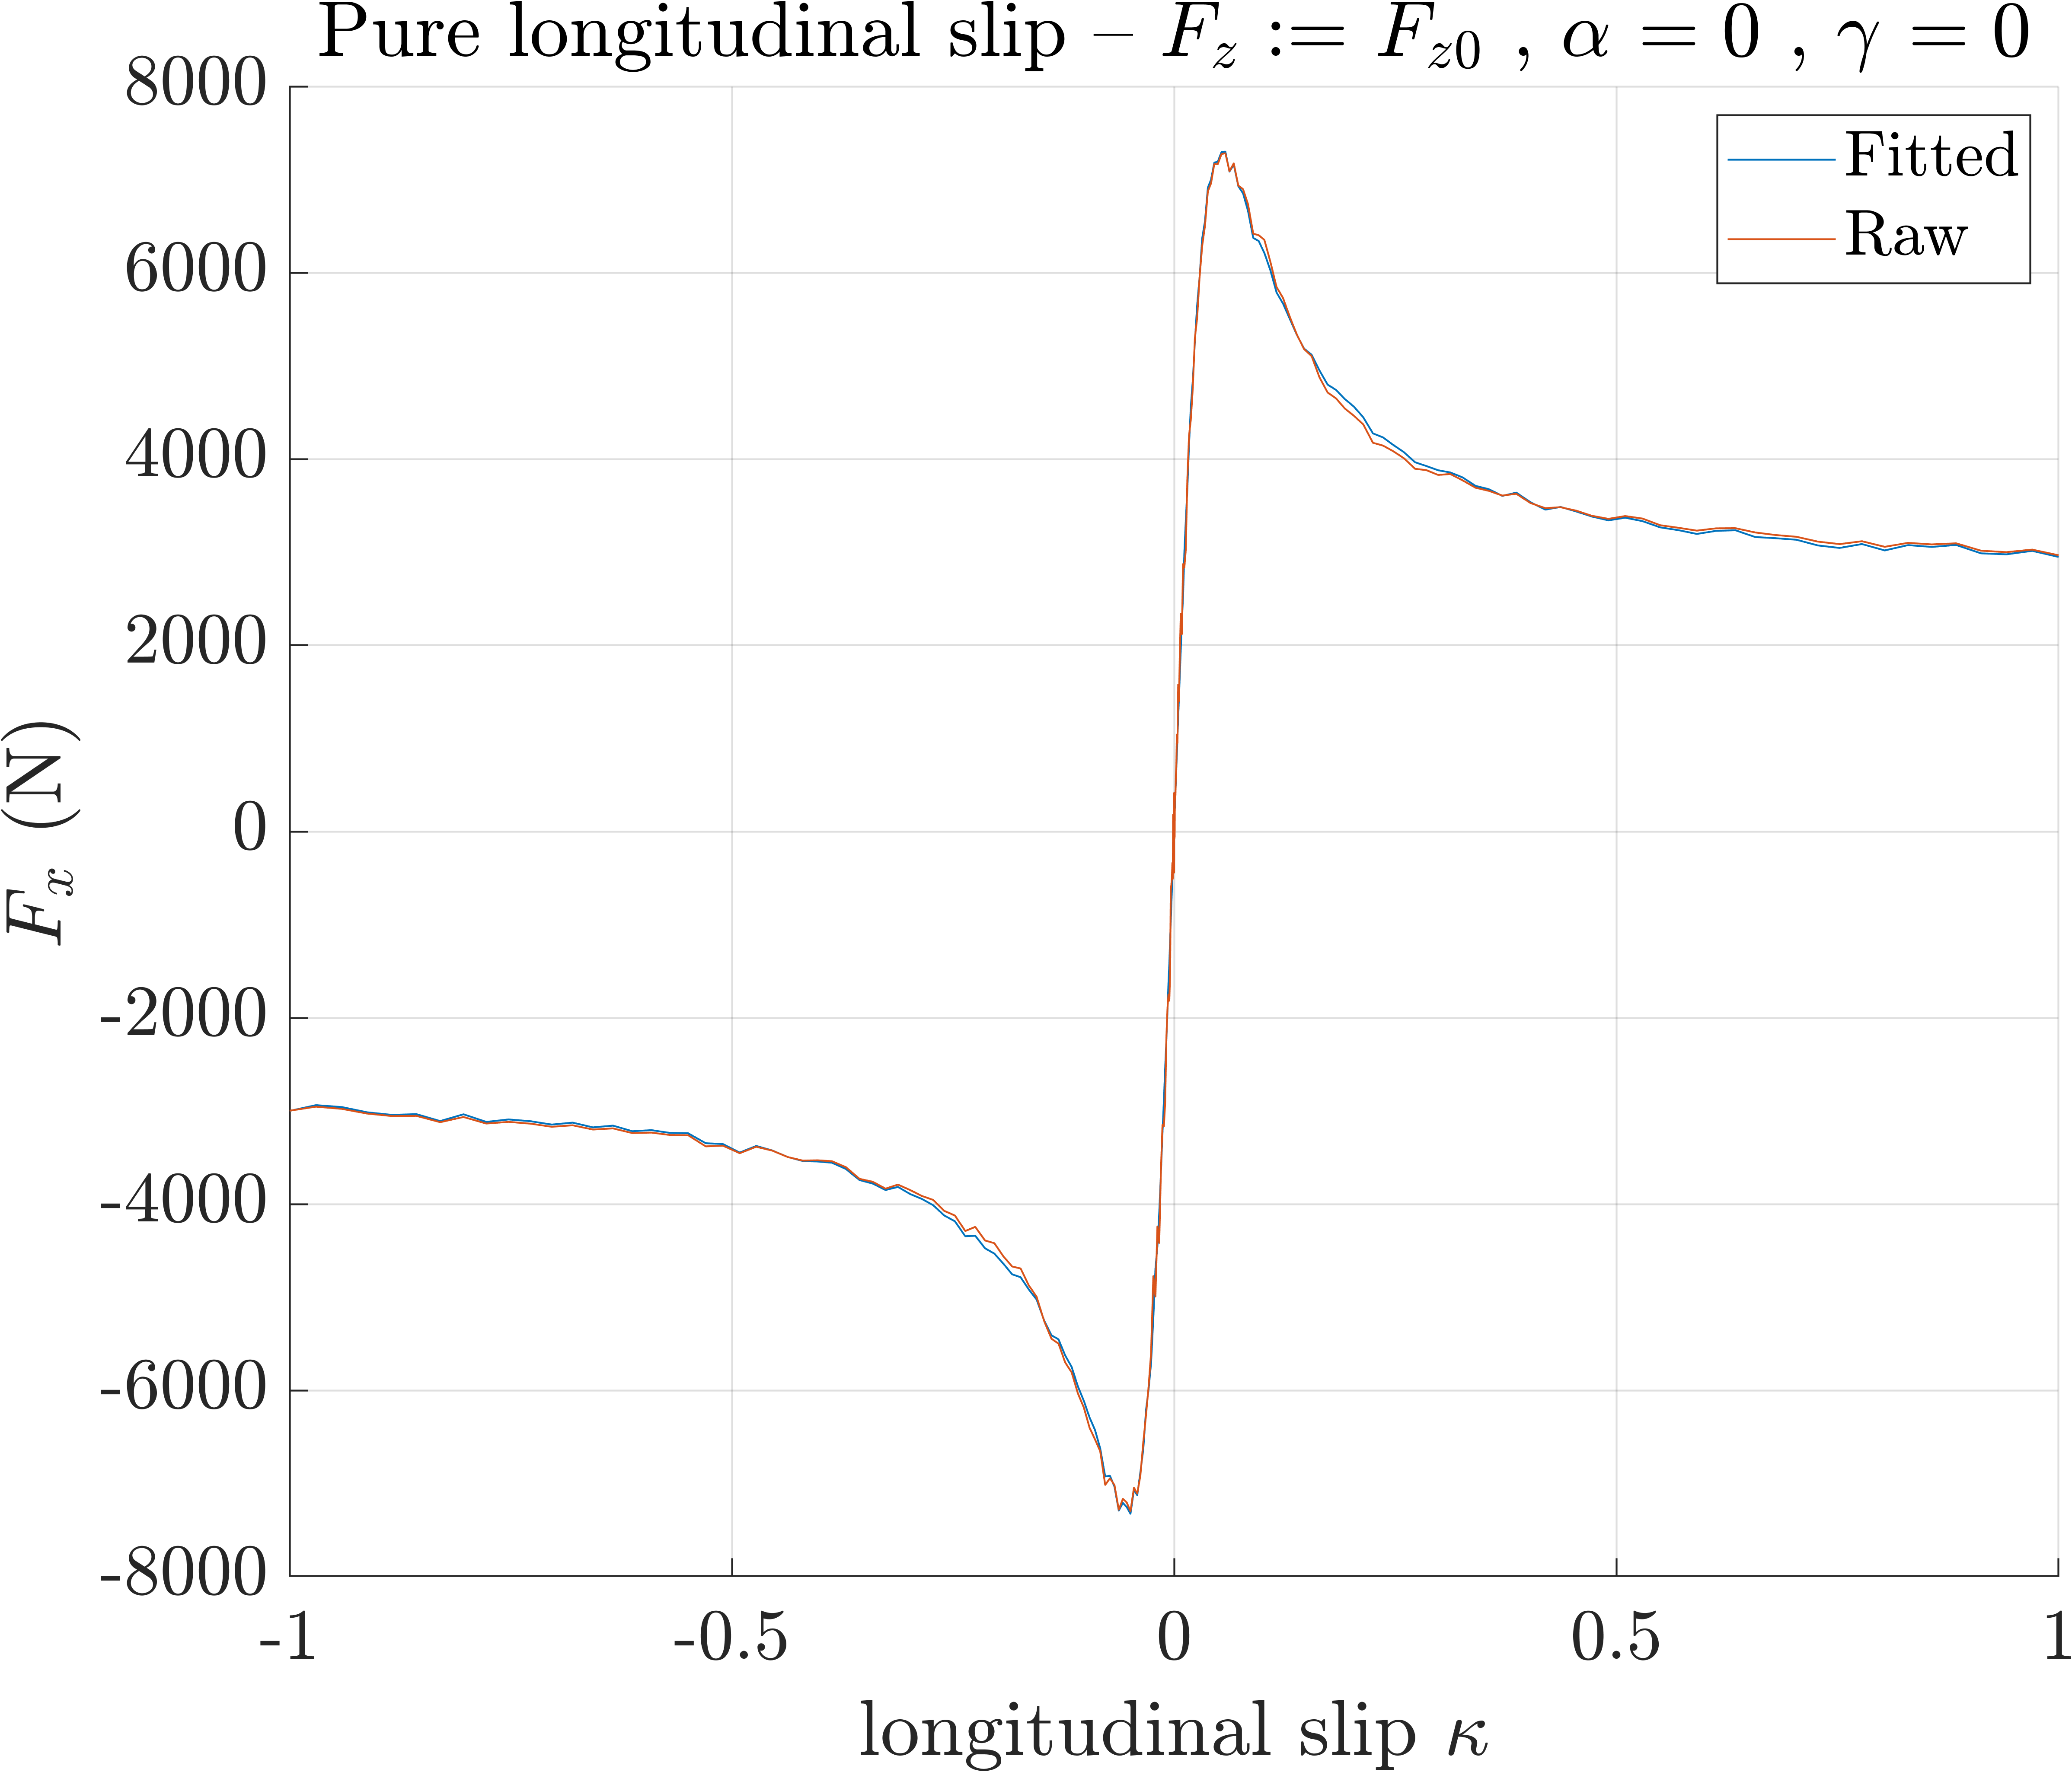 Pure longitudinal slip – F_z := F_z0 , α = 0 , γ = 0
8000
6000
4000
2000
0
-2000
-4000
-6000
-8000
F_x (N)
Fitted
Raw
-1 -0.5 0 0.5 1
longitudinal slip κ